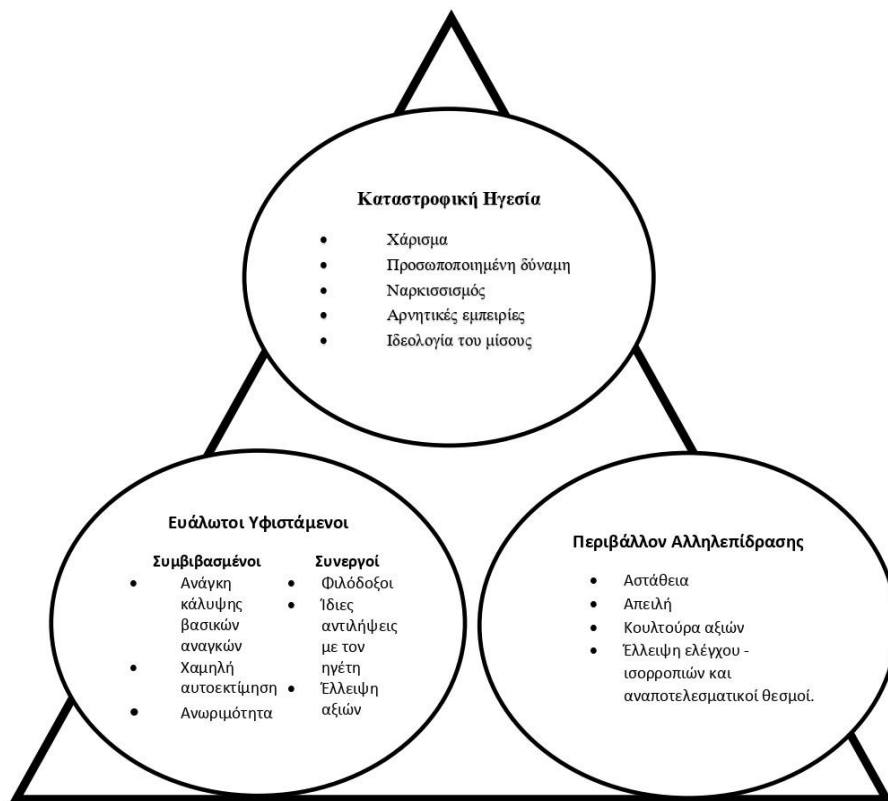 Καταστροφική Ηγεσία
• Χάρισμα
• Προσωποποιημένη δύναμη
• Ναρκισσισμός
• Αρνητικές εμπειρίες
• Ιδεολογία του μίσους
Ευάλωτοι Υφιστάμενοι
Συμβιβασμένοι
• Ανάγκη
κάλυψης
βασικών
αναγκών
• Χαμηλή
αυτοεκτίμηση
• Ανωριμότητα
Συνεργοί
• Φιλόδοξοι
• Ίδιες
αντιλήψεις
με τον
ηγέτη
• Έλλειψη
αξιών
Περιβάλλον Αλληλεπίδρασης
• Αστάθεια
• Απειλή
• Κουλτούρα αξιών
• Έλλειψη ελέγχου -
ισορροπιών και
αναποτελεσματικοί θεσμοί.